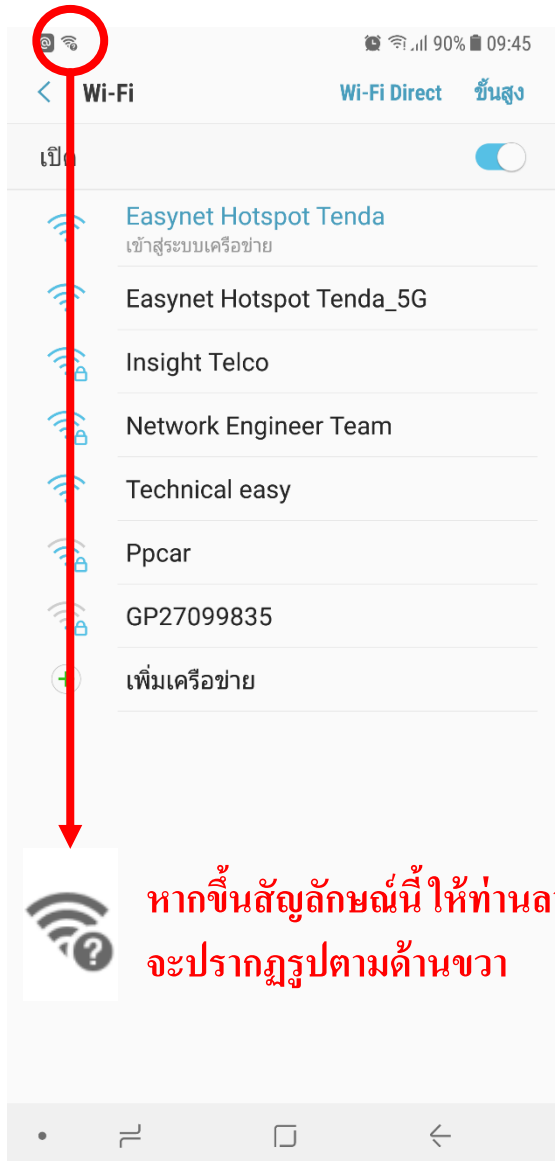 90% 09:45
Wi-Fi Wi-Fi Direct ขั้นสูง
เปิด
Easynet Hotspot Tenda
เข้าสู่ระบบเครือข่าย
Easynet Hotspot Tenda_5G
Insight Telco
Network Engineer Team
Technical easy
Ppcar
GP27099835
เพิ่มเครือข่าย
หากขึ้นสัญลักษณ์นี้ ให้ท่าน
จะปรากฏรูปตามด้านขวา